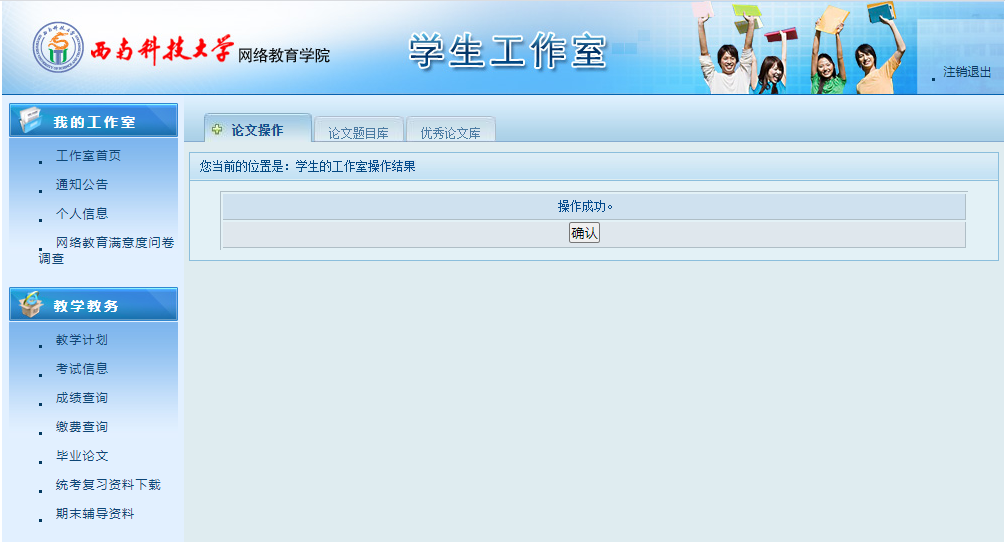 西南科技大学 网络教育学院
学生工作室
注销退出
我的工作室
工作室首页
通知公告
个人信息
网络教育满意度问卷
调查
教学教务
教学计划
考试信息
成绩查询
缴费查询
毕业论文
统考复习资料下载
期末辅导资料
论文操作 论文题目库 优秀论文库
您当前的位置是：学生的工作室操作结果
操作成功。
确认